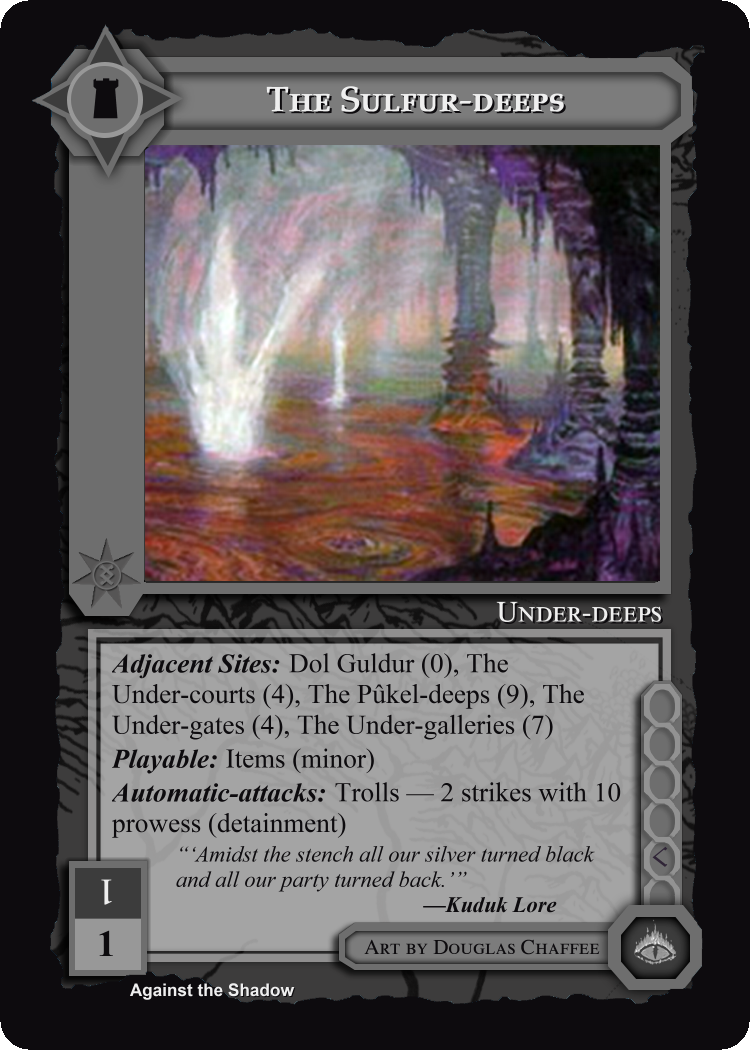 The Sulfur-deeps
Under-deeps
Adjacent Sites: Dol Guldur (0), The
Under-courts (4), The Pûkel-deeps (9), The
Under-gates (4), The Under-galleries (7)
Playable: Items (minor)
Automatic-attacks: Trolls — 2 strikes with 10
prowess (detainment)
“‘Amidst the stench all our silver turned black
and all our party turned back.’”
—Kuduk Lore
1
1
Art by Douglas Chaffee
Against the Shadow